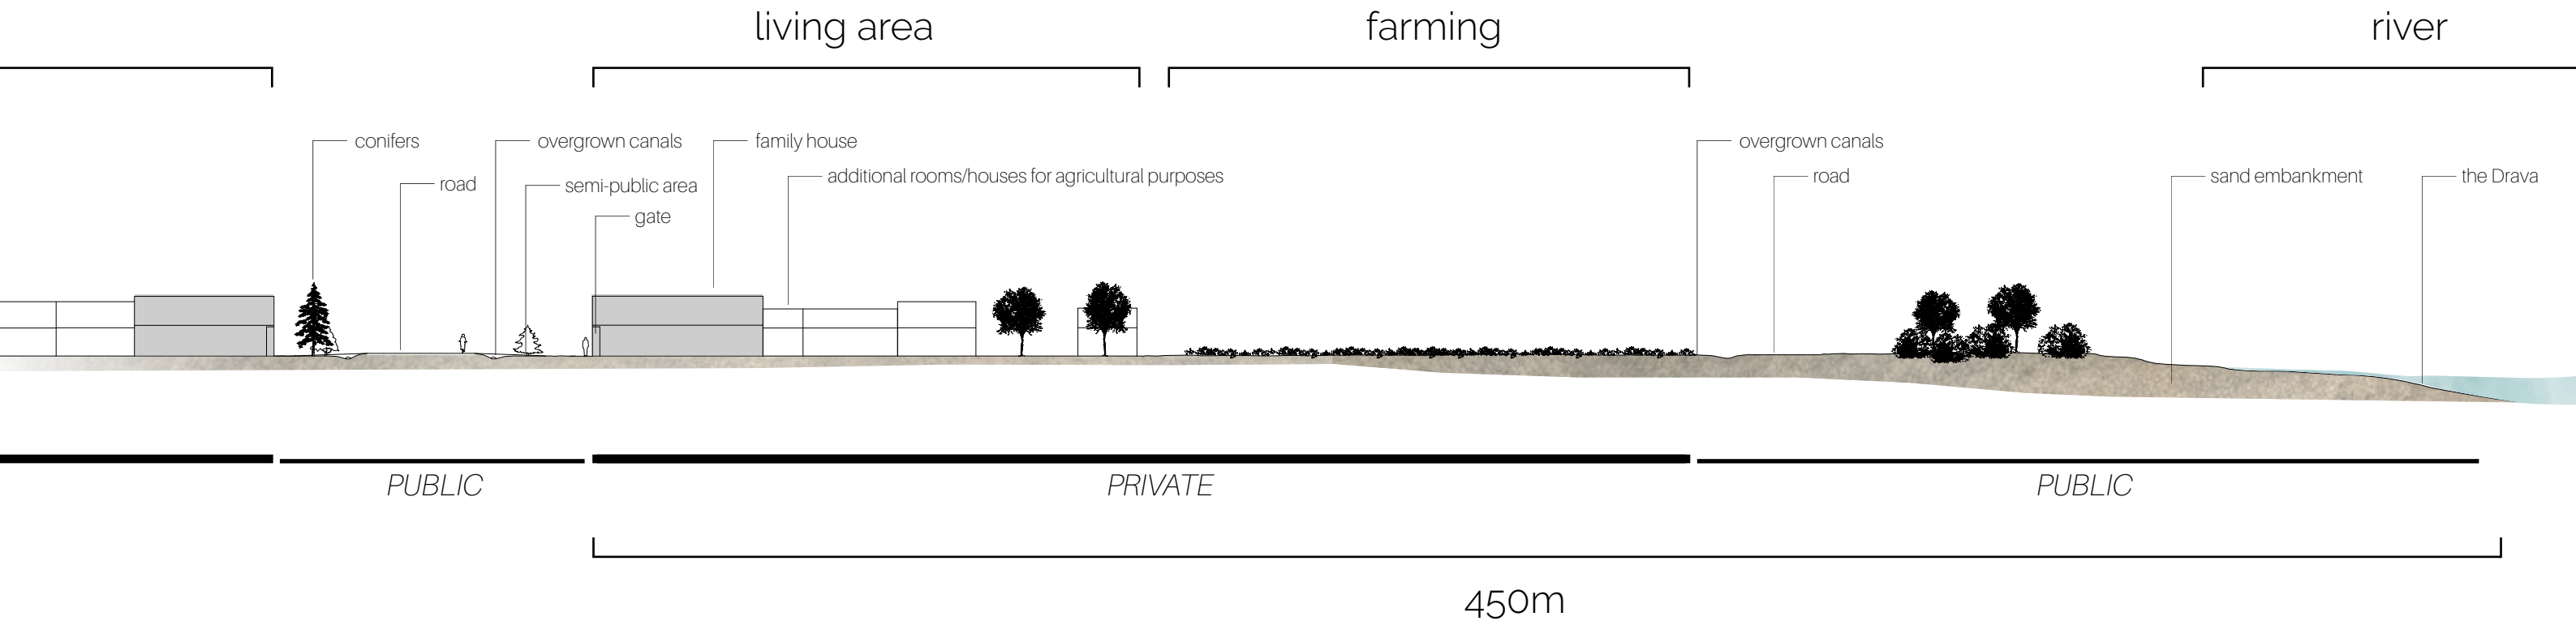 living area
farming
river
conifers
overgrown canals
family house
overgrown canals
road
semi-public area
additional rooms/houses for agricultural purposes
road
sand embankment
the Drava
gate
PUBLIC
PRIVATE
PUBLIC
450m